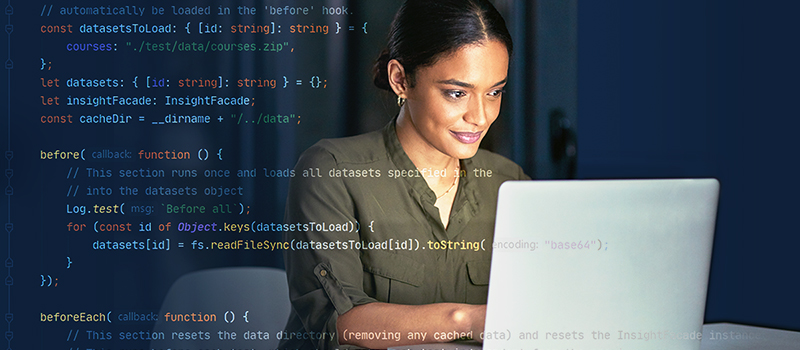 // automatically be loaded in the 'before' hook.
const datasetsToLoad: { [id: string]: string } = {
courses: "./test/data/courses.zip",
};
let datasets: { [id: string]: string } = {};
let insightFacade: InsightFacade;
const cacheDir = __dirname + "/../data";
before( callback: function () {
// This section runs once and loads all datasets specified in the
// into the datasets object
Log.test( msg: `Before all`);
for (const id of Object.keys(datasetsToLoad)) {
datasets[id] = fs.readFileSync(datasetsToLoad[id]).toString( encoding: "base64");
}
});
beforeEach( callback: function () {
// This section resets the data directory (removing any cached data) and resets the InsightFacade instanc